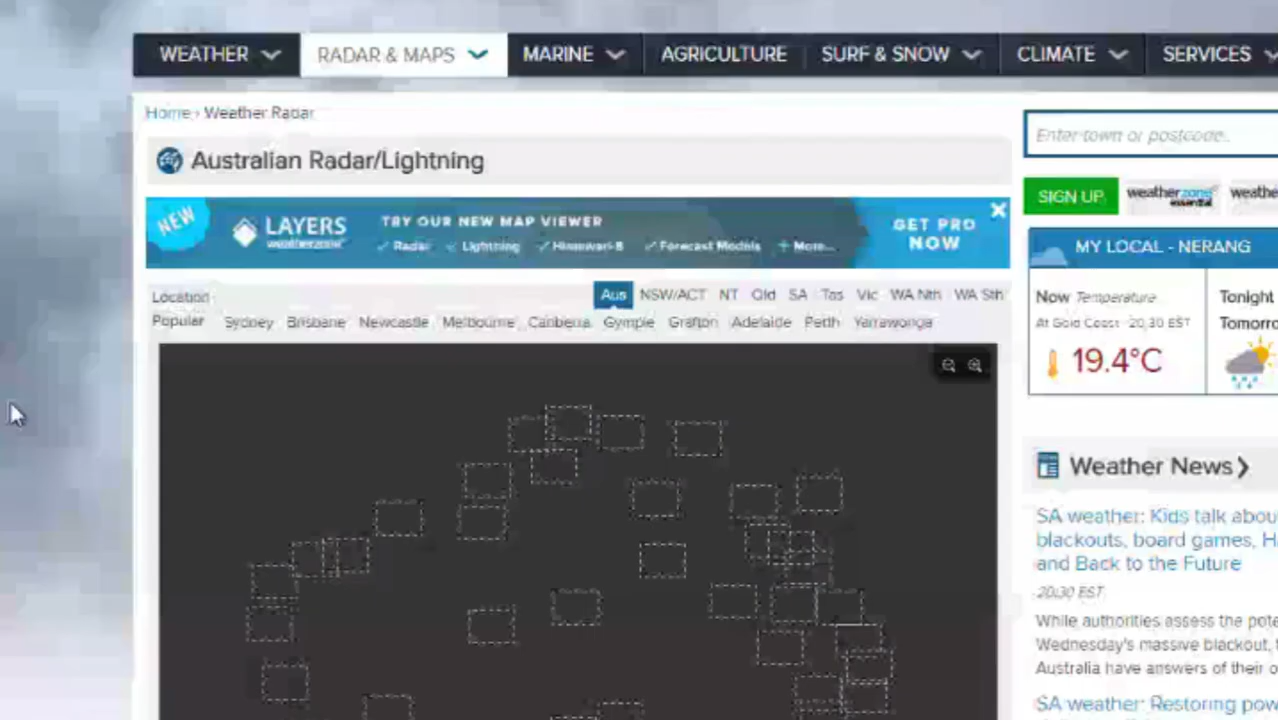 WEATHER RADAR & MAPS MARINE AGRICULTURE SURF & SNOW CLIMATE SERVICES
Home › Weather Radar
Enter town or postcode..
Australian Radar/Lightning
NEW LAYERS weatherzone TRY OUR NEW MAP VIEWER
Radar Lightning Himawari-8 Forecast Models + More...
GET PRO
NOW
SIGN UP weatherzone essential
MY LOCAL - NERANG
Location Aus NSW/ACT NT Qld SA Tas Vic WA Nth WA Sth
Popular Sydney Brisbane Newcastle Melbourne Canberra Gympie Grafton Adelaide Perth Yarrawonga
Now Temperature
At Gold Coast 20:30 EST
19.4°C
Tonight
Weather News
SA weather: Kids talk
blackouts, board games,
and Back to the Future
20:30 EST
While authorities assess the
Wednesday's massive blackout,
Australia have answers of their
SA weather: Restoring